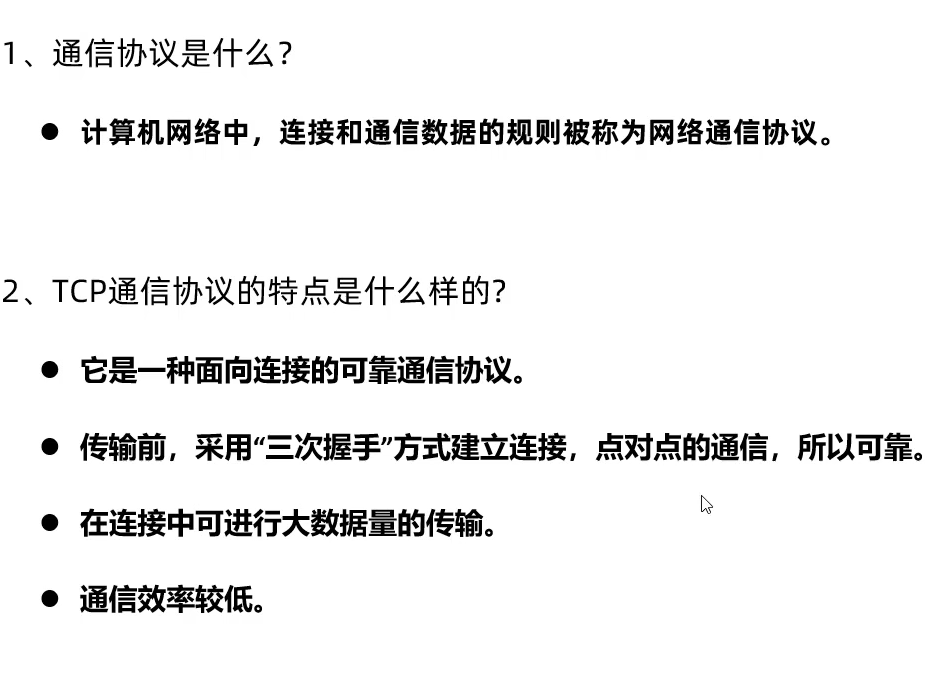 1、通信协议是什么？
● 计算机网络中，连接和通信数据的规则被称为网络通信协议。
2、TCP通信协议的特点是什么样的？
● 它是一种面向连接的可靠通信协议。
● 传输前，采用“三次握手”方式建立连接，点对点的通信，所以可靠。
● 在连接中可进行大数据量的传输。
● 通信效率较低。